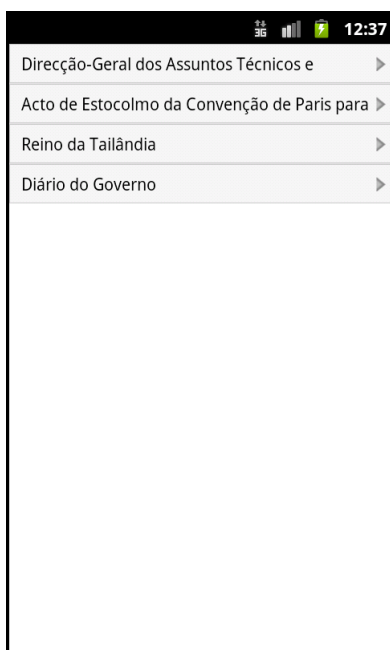 3G 12:37
Direcção-Geral dos Assuntos Técnicos e
Acto de Estocolmo da Convenção de Paris para
Reino da Tailândia
Diário do Governo